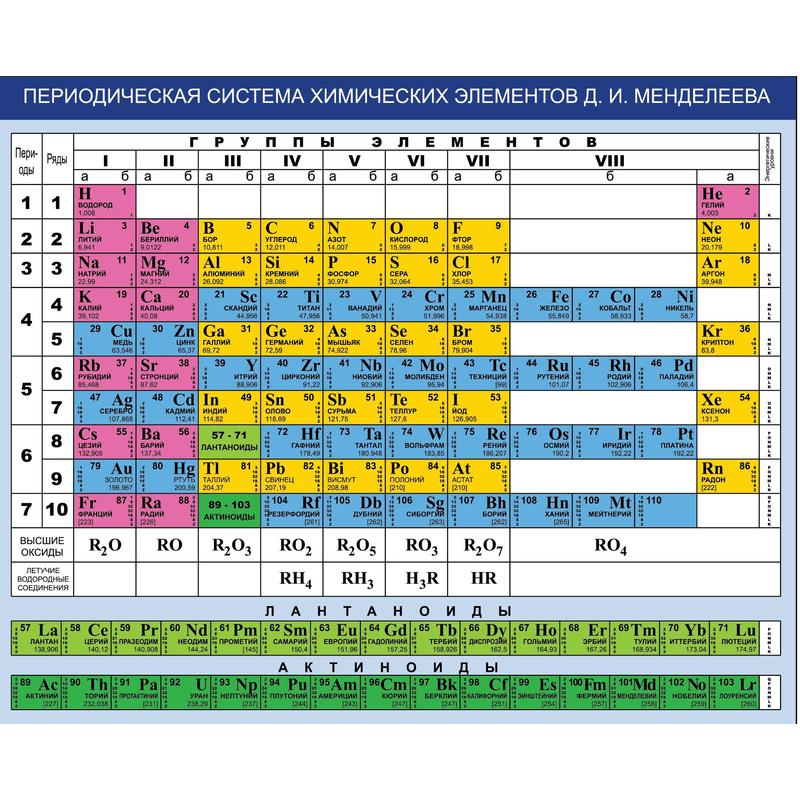 ПЕРИОДИЧЕСКАЯ СИСТЕМА ХИМИЧЕСКИХ ЭЛЕМЕНТОВ Д. И. МЕНДЕЛЕЕВА
Пери-
оды
Ряды
ГРУППЫ ЭЛЕМЕНТОВ
Энергетические уровни
I II III IV V VI VII VIII
а б а б а б а б а б а б а б б а
1 1 H 1 He 2
ВОДОРОД ГЕЛИЙ
1,008 4,003
2 2 Li 3 Be 4 B 5 C 6 N 7 O 8 F 9 Ne 10
ЛИТИЙ БЕРИЛЛИЙ БОР УГЛЕРОД АЗОТ КИСЛОРОД ФТОР НЕОН
6,941 9,0122 10,811 12,011 14,007 15,999 18,998 20,179
3 3 Na 11 Mg 12 Al 13 Si 14 P 15 S 16 Cl 17 Ar 18
НАТРИЙ МАГНИЙ АЛЮМИНИЙ КРЕМНИЙ ФОСФОР СЕРА ХЛОР АРГОН
22,99 24,312 26,092 28,086 30,974 32,064 35,453 39,948
4 4 K 19 Ca 20 21 Sc 22 Ti 23 V 24 Cr 25 Mn 26 Fe 27 Co 28 Ni
КАЛИЙ КАЛЬЦИЙ СКАНДИЙ ТИТАН ВАНАДИЙ ХРОМ МАРГАНЕЦ ЖЕЛЕЗО КОБАЛЬТ НИКЕЛЬ
39,102 40,08 44,956 47,956 50,941 51,996 54,938 55,849 58,933 58,7
5 29 Cu 30 Zn Ga 31 Ge 32 As 33 Se 34 Br 35 Kr 36
МЕДЬ ЦИНК ГАЛЛИЙ ГЕРМАНИЙ МЫШЬЯК СЕЛЕН БРОМ КРИПТОН
63,546 65,37 69,72 72,59 74,922 78,96 79,904 83,8
5 6 Rb 37 Sr 38 39 Y 40 Zr 41 Nb 42 Mo 43 Tc 44 Ru 45 Rh 46 Pd
РУБИДИЙ СТРОНЦИЙ ИТРИЙ ЦИРКОНИЙ НИОБИЙ МОЛИБДЕН ТЕХНИЦИЙ РУТЕНИЙ РОДИЙ ПАЛАДИЙ
85,468 87,62 88,906 91,22 92,906 95,94 [99] 101,07 102,906 106,4
7 47 Ag 48 Cd In 49 Sn 50 Sb 51 Te 52 I 53 Xe 54
СЕРЕБРО КАДМИЙ ИНДИЙ ОЛОВО СУРЬМА ТЕЛЛУР ЙОД КСЕНОН
107,868 112,41 114,82 118,69 121,75 127,6 126,905 131,3
6 8 Cs 55 Ba 56 57 - 71 72 Hf 73 Ta 74 W 75 Re 76 Os 77 Ir 78 Pt
ЦЕЗИЙ БАРИЙ ЛАНТАНОИДЫ ГАФНИЙ ТАНТАЛ ВОЛЬФРАМ РЕНИЙ ОСМИЙ ИРИДИЙ ПЛАТИНА
132,905 137,34 178,49 180,948 183,85 186,207 190,2 192,22 192,22
9 79 Au 80 Hg Tl 81 Pb 82 Bi 83 Po 84 At 85 Rn 86
ЗОЛОТО РТУТЬ ТАЛЛИЙ СВИНЕЦ ВИСМУТ ПОЛОНИЙ АСТАТ РАДОН
196,967 200,59 204,37 207,19 208,98 [210] [210] [222]
7 10 Fr 87 Ra 88 89 - 103 104 Rf 105 Db 106 Sg 107 Bh 108 Hn 109 Mt 110
ФРАНЦИЙ РАДИЙ АКТИНОИДЫ РЕЗЕРФОРДИЙ ДУБНИЙ СИБОРГИЙ БОРИЙ ХАНИЙ МЕЙТНЕРИЙ
[223] [226] [261] [262] [263] [262] [265]
ВЫСШИЕ
ОКСИДЫ
R₂O RO R₂O₃ RO₂ R₂O₅ RO₃ R₂O₇ RO₄
ЛЕТУЧИЕ
ВОДОРОДНЫЕ
СОЕДИНЕНИЯ
RH₄ RH₃ H₃R HR
ЛАНТАНОИДЫ
57 La 58 Ce 59 Pr 60 Nd 61 Pm 62 Sm 63 Eu 64 Gd 65 Tb 66 Dy 67 Ho 68 Er 69 Tm 70 Yb 71 Lu
ЛАНТАН ЦЕРИЙ ПРАЗЕОДИМ НЕОДИМ ПРОМЕТИЙ САМАРИЙ ЕВРОПИЙ ГАДОЛИНИЙ ТЕРБИЙ ДИСПРОЗИЙ ГОЛЬМИЙ ЭРБИЙ ТУЛИЙ ИТТЕРБИЙ ЛЮТЕЦИЙ
138,906 140,12 140,908 144,24 [145] 150,4 151,96 157,25 158,926 162,5 164,93 167,26 168,934 173,04 174,97
АКТИНОИДЫ
89 Ac 90 Th 91 Pa 92 U 93 Np 94 Pu 95 Am 96 Cm 97 Bk 98 Cf 99 Es 100 Fm 101 Md 102 No 103 Lr
АКТИНИЙ ТОРИЙ ПРОТАКТИНИЙ УРАН НЕПТУНИЙ ПЛУТОНИЙ АМЕРИЦИЙ КЮРИЙ БЕРКЛИЙ КАЛИФОРНИЙ ЭЙНШТЕЙНИЙ ФЕРМИЙ МЕНДЕЛЕВИЙ НОБЕЛИЙ ЛОУРЕНСИЙ
[227] 232,038 [231] 238,29 [237] [244] [243] [247] [247] [251] [254] [257] [258] [259] [260]